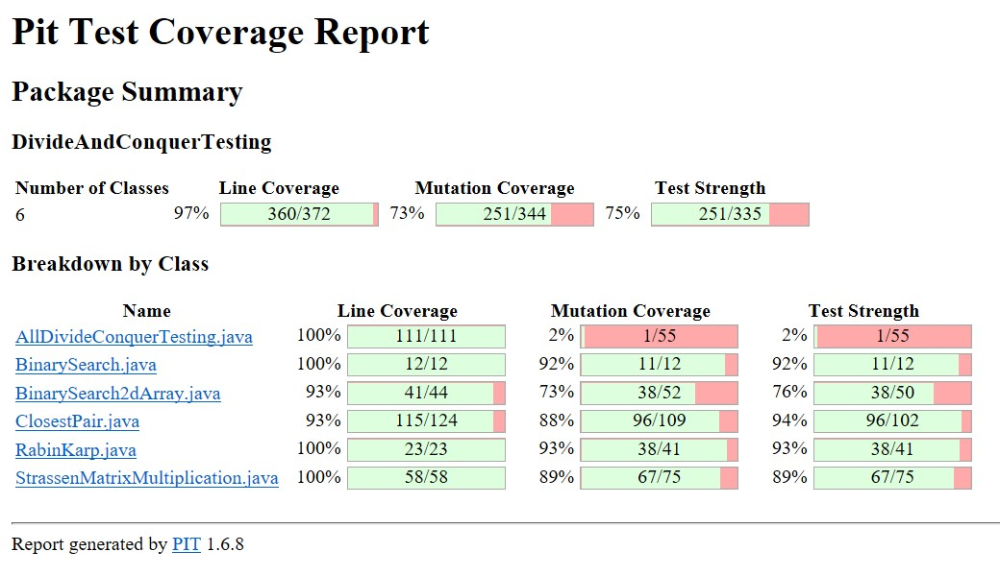 Pit Test Coverage Report
Package Summary
DivideAndConquerTesting
Number of Classes Line Coverage Mutation Coverage Test Strength
6 97% 360/372 73% 251/344 75% 251/335
Breakdown by Class
Name Line Coverage Mutation Coverage Test Strength
AllDivideConquerTesting.java 100% 111/111 2% 1/55 2% 1/55
BinarySearch.java 100% 12/12 92% 11/12 92% 11/12
BinarySearch2dArray.java 93% 41/44 73% 38/52 76% 38/50
ClosestPair.java 93% 115/124 88% 96/109 94% 96/102
RabinKarp.java 100% 23/23 93% 38/41 93% 38/41
StrassenMatrixMultiplication.java 100% 58/58 89% 67/75 89% 67/75
Report generated by PIT 1.6.8